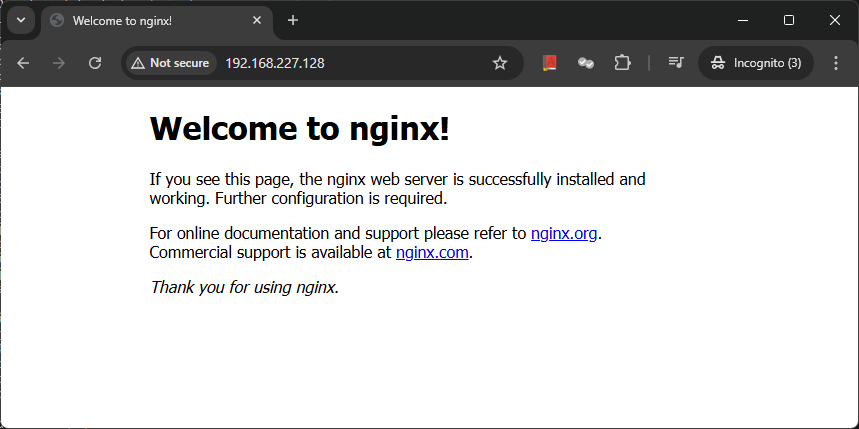 Welcome to nginx!
Not secure
192.168.227.128
Incognito (3)
Welcome to nginx!
If you see this page, the nginx web server is successfully installed and
working. Further configuration is required.
For online documentation and support please refer to nginx.org.
Commercial support is available at nginx.com.
Thank you for using nginx.